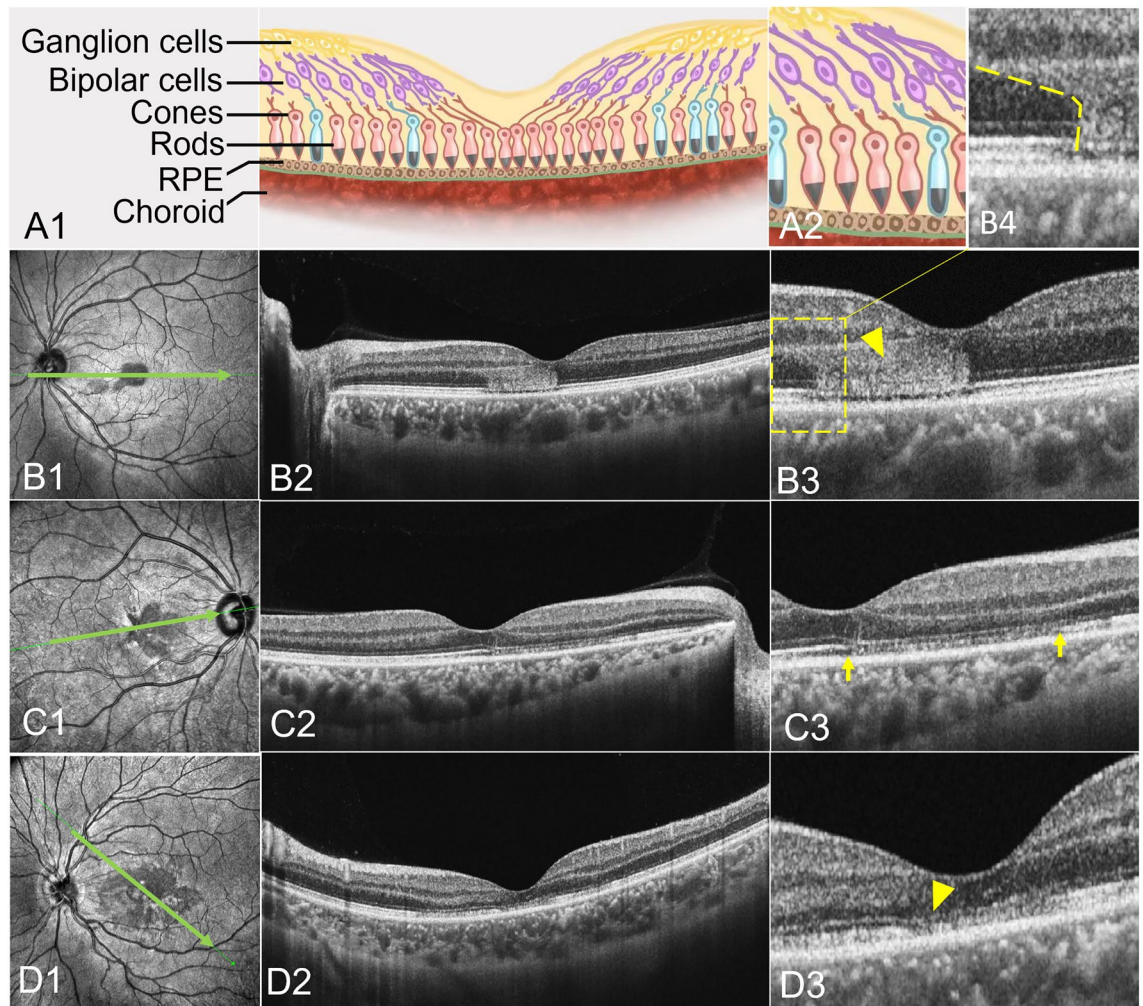 Ganglion cells
Bipolar cells
Cones
Rods
RPE
Choroid
A1
A2
B4
B1
B2
B3
C1
C2
C3
D1
D2
D3